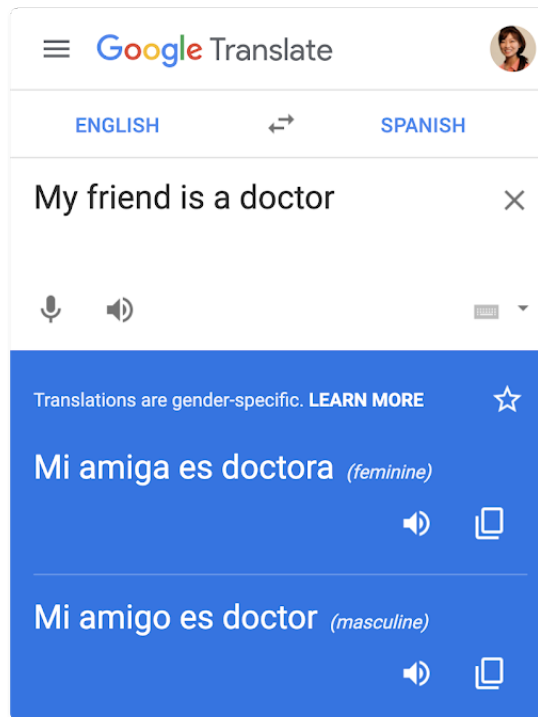 Google Translate
ENGLISH SPANISH
My friend is a doctor
Translations are gender-specific. LEARN MORE
Mi amiga es doctora (feminine)
Mi amigo es doctor (masculine)